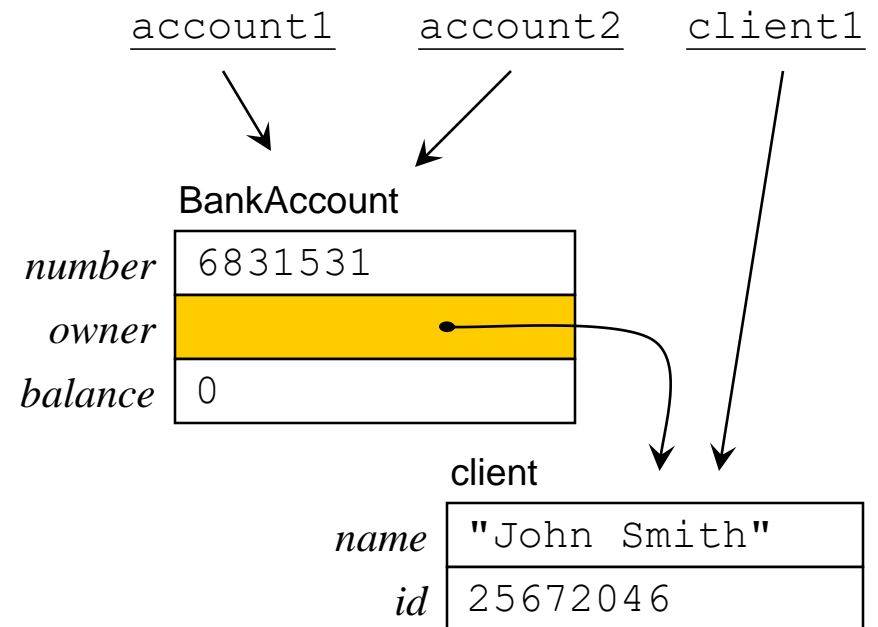 account1 account2 client1
BankAccount
number 6831531
owner
balance 0
client
name "John Smith"
id 25672046